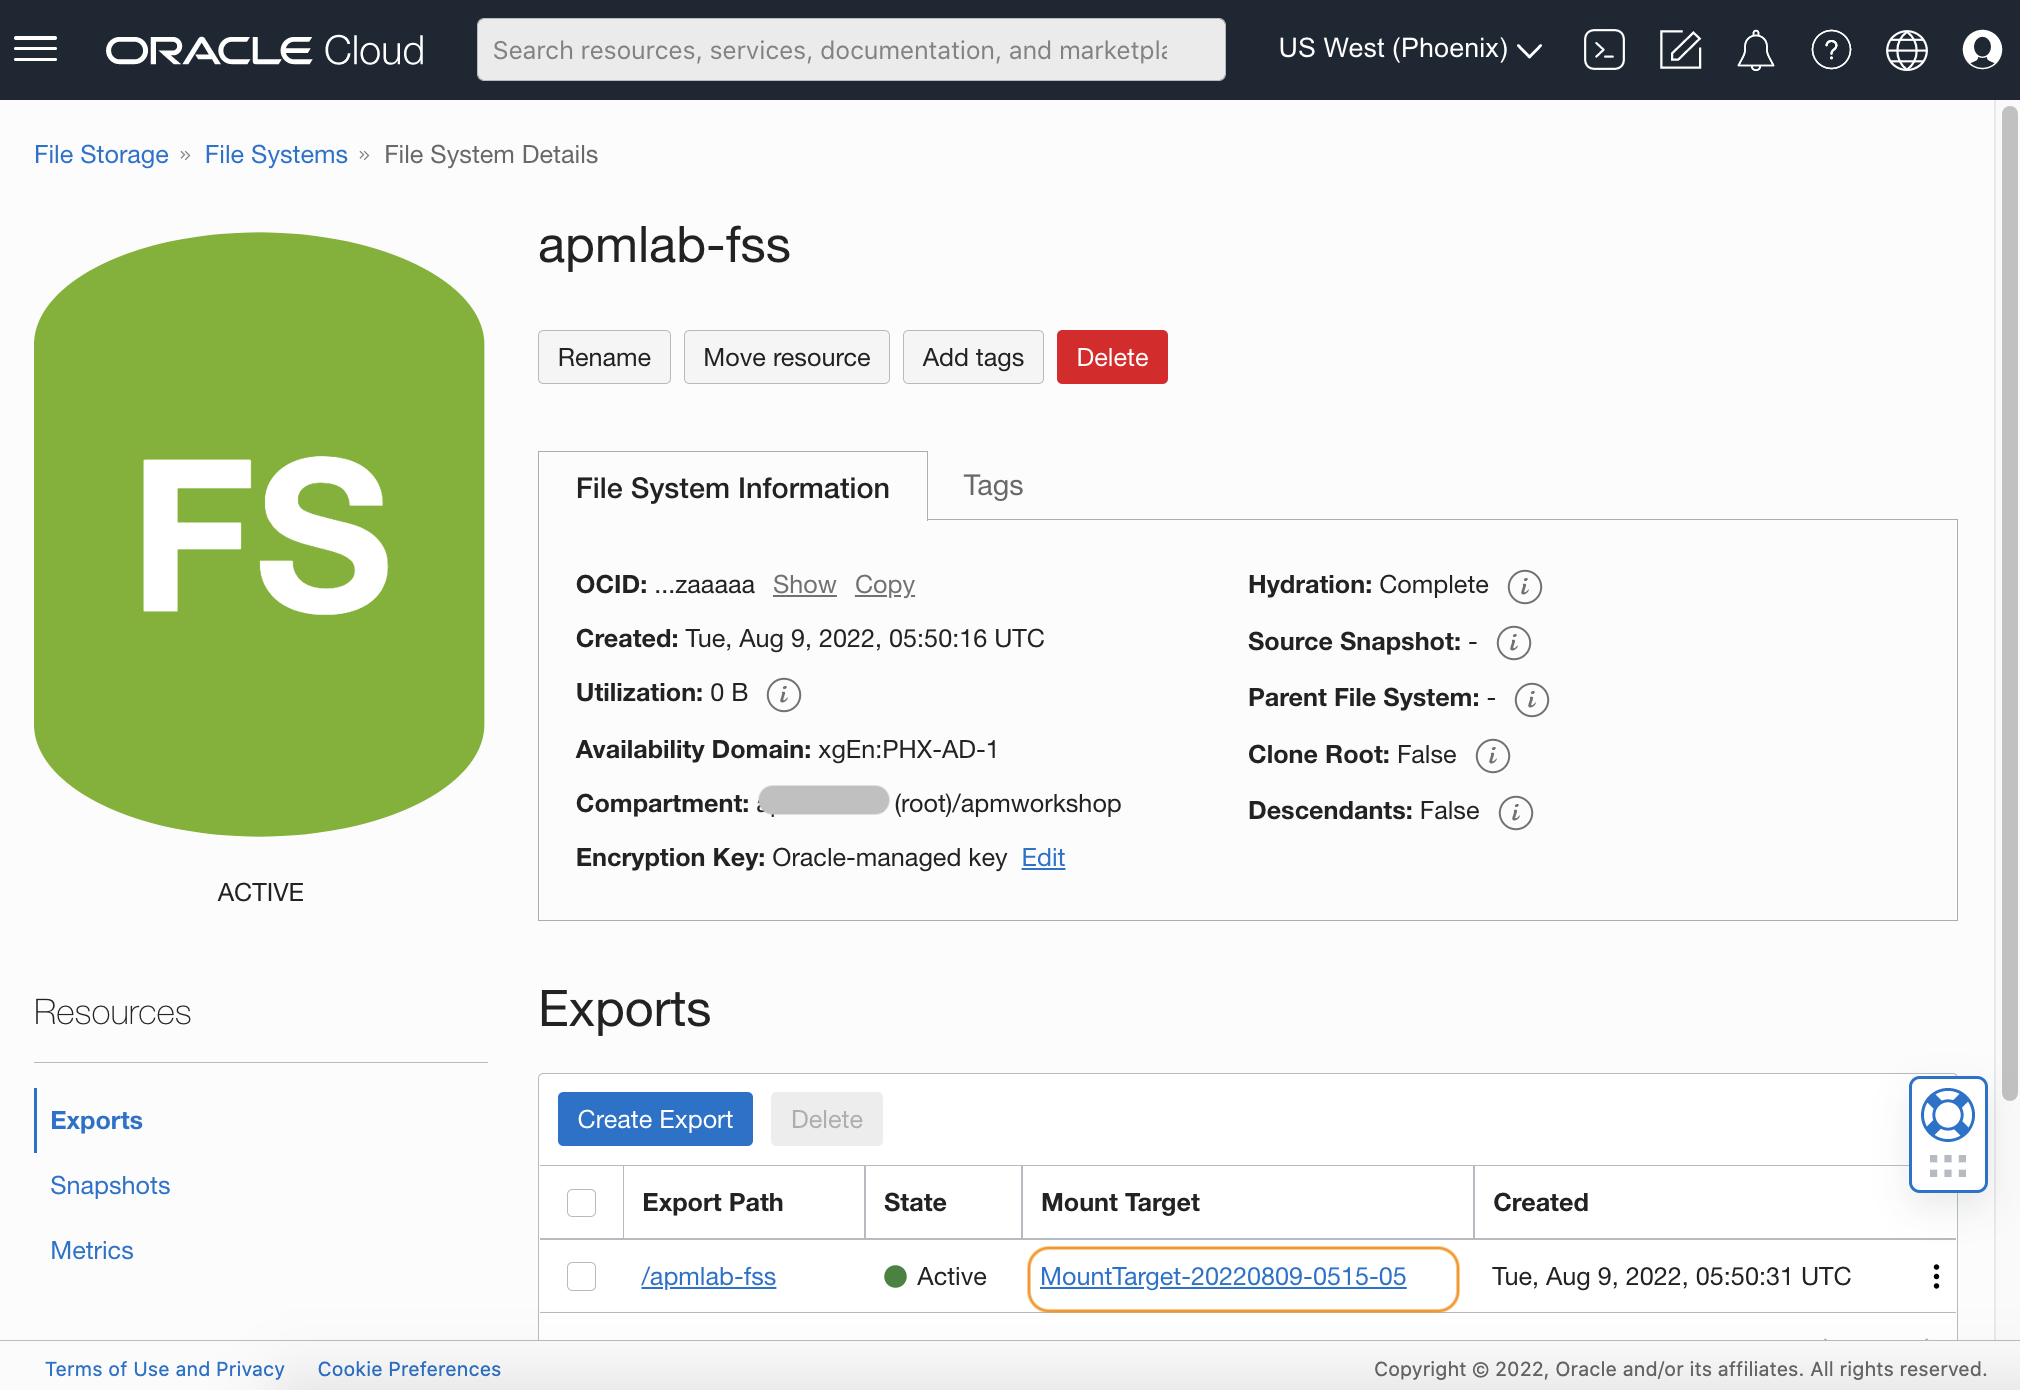 ORACLE Cloud
Search resources, services, documentation, and marketpla
US West (Phoenix)
File Storage » File Systems » File System Details
FS
ACTIVE
apmlab-fss
Rename Move resource Add tags Delete
File System Information Tags
OCID: ...zaaaaa Show Copy
Created: Tue, Aug 9, 2022, 05:50:16 UTC
Utilization: 0 B
Availability Domain: xgEn:PHX-AD-1
Compartment: (root)/apmworkshop
Encryption Key: Oracle-managed key Edit
Hydration: Complete
Source Snapshot: -
Parent File System: -
Clone Root: False
Descendants: False
Resources
Exports
Snapshots
Metrics
Exports
Create Export Delete
Export Path State Mount Target Created
/apmlab-fss Active MountTarget-20220809-0515-05 Tue, Aug 9, 2022, 05:50:31 UTC
Terms of Use and Privacy Cookie Preferences Copyright © 2022, Oracle and/or its affiliates. All rights reserved.